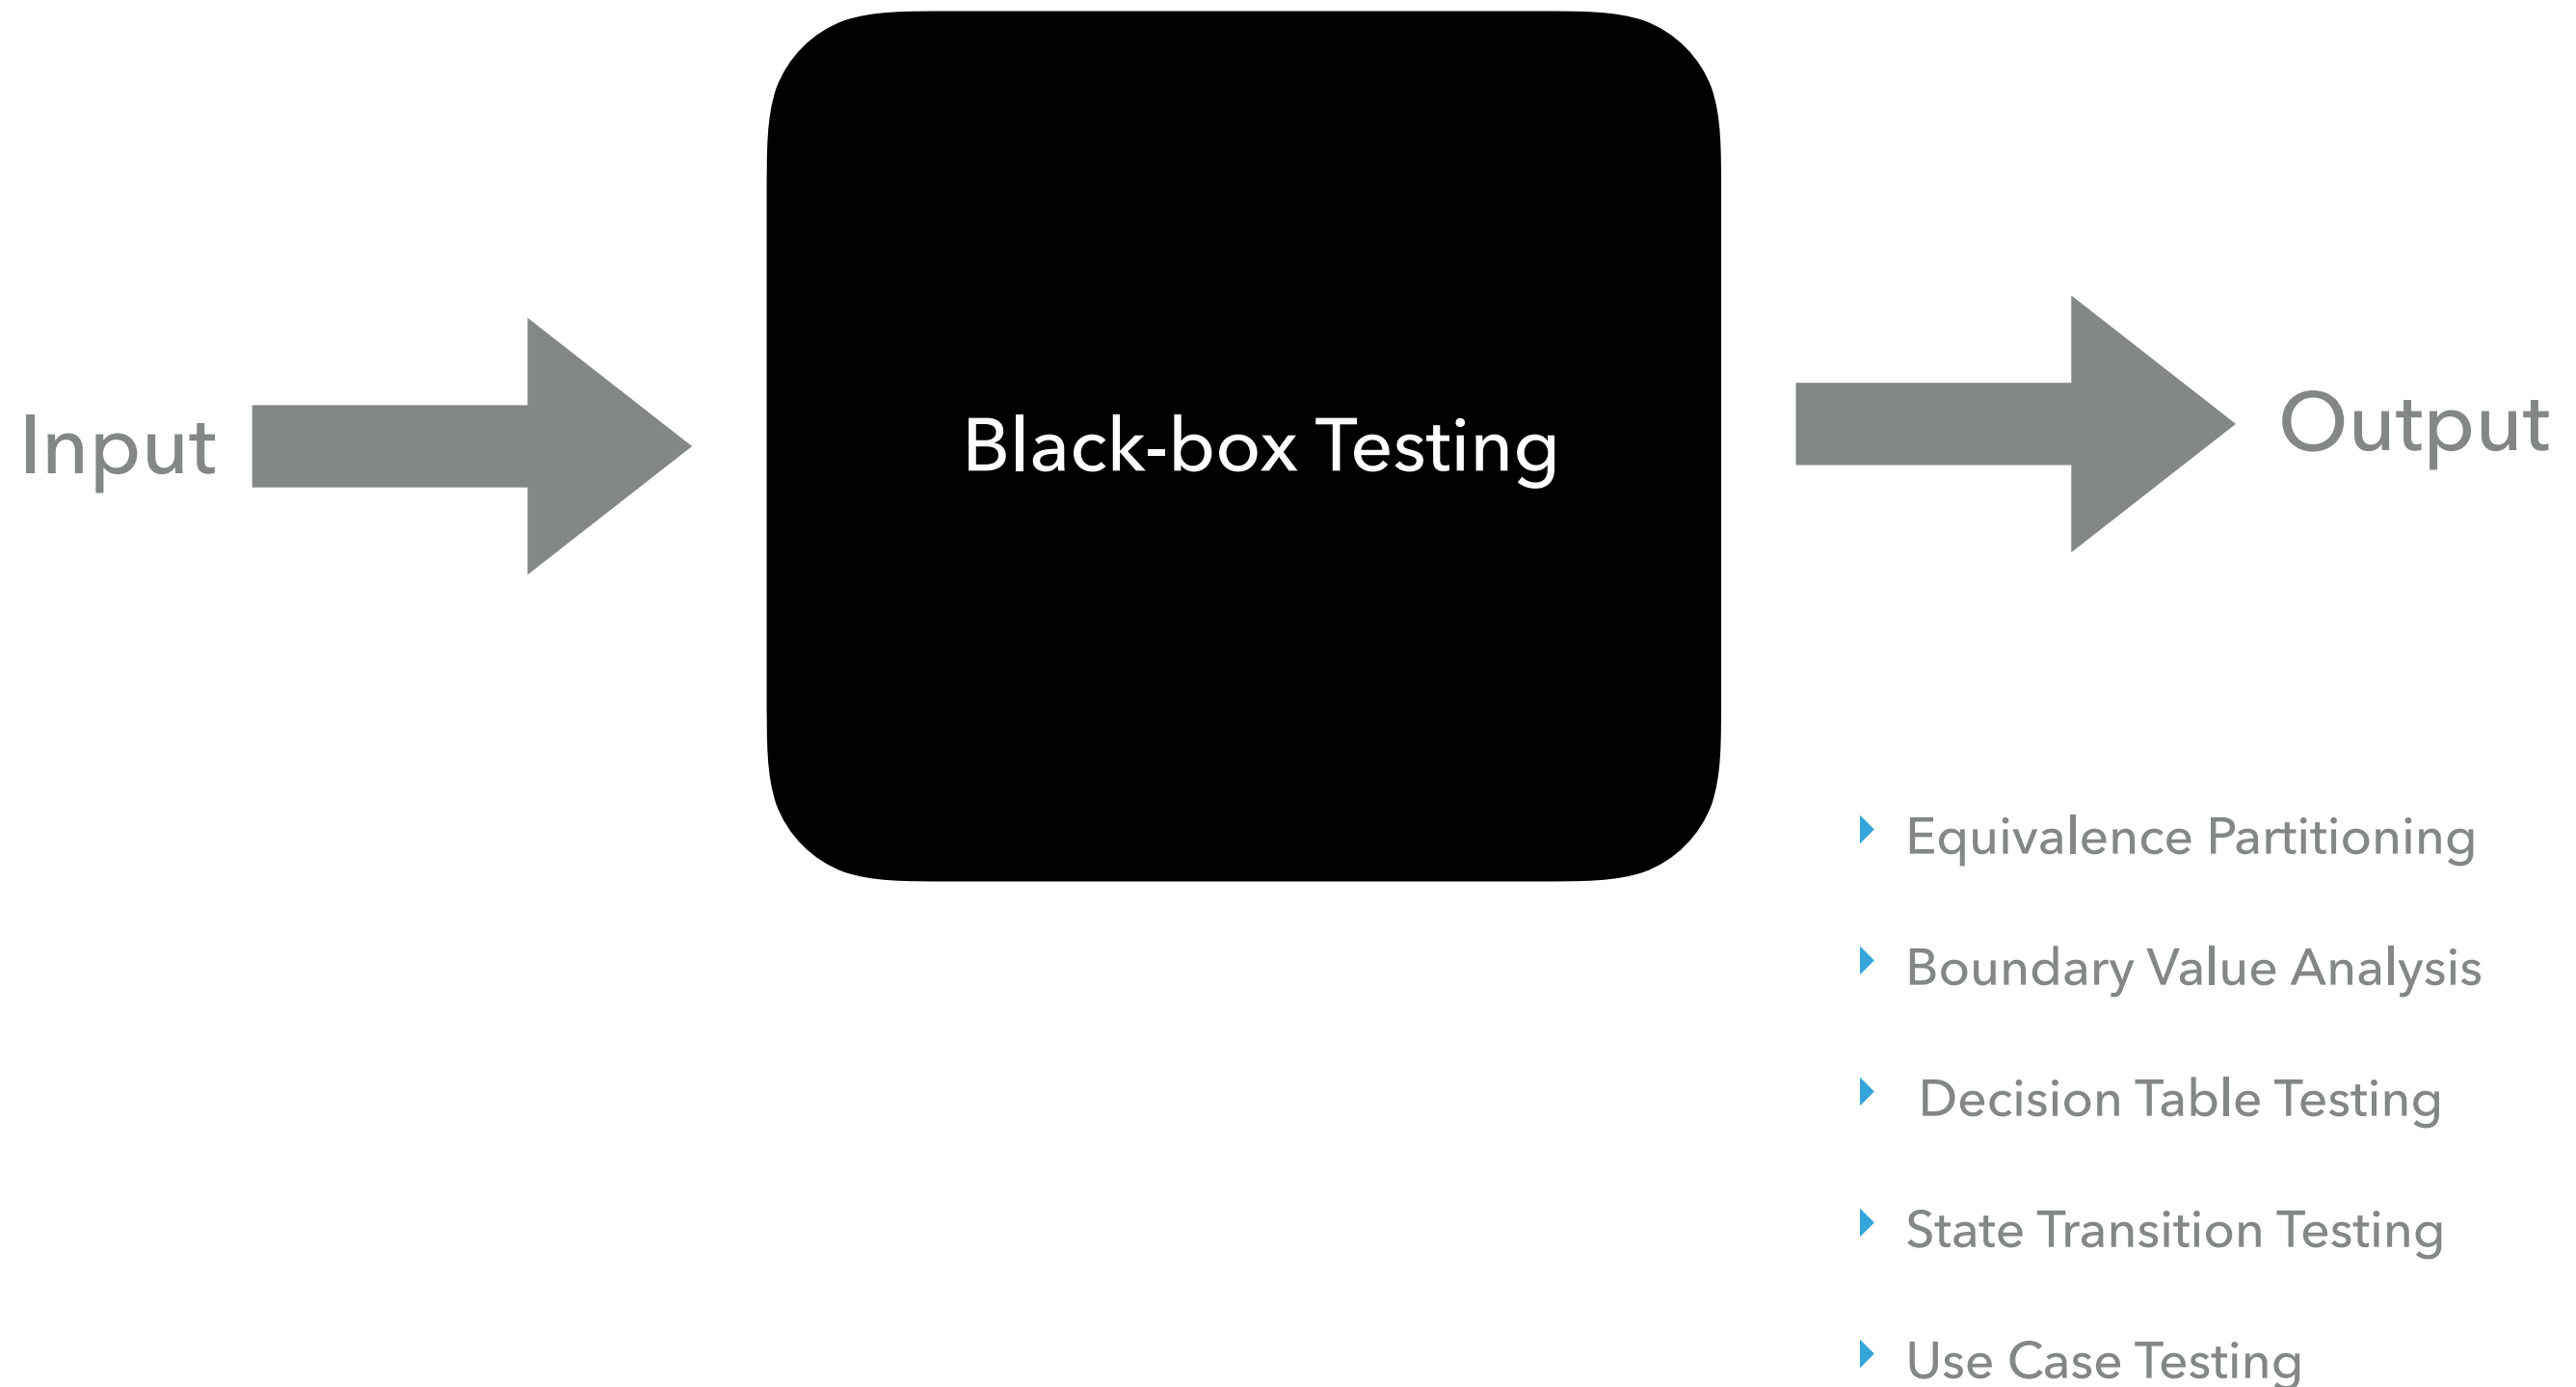 Input
Black-box Testing
Output
Equivalence Partitioning
Boundary Value Analysis
Decision Table Testing
State Transition Testing
Use Case Testing